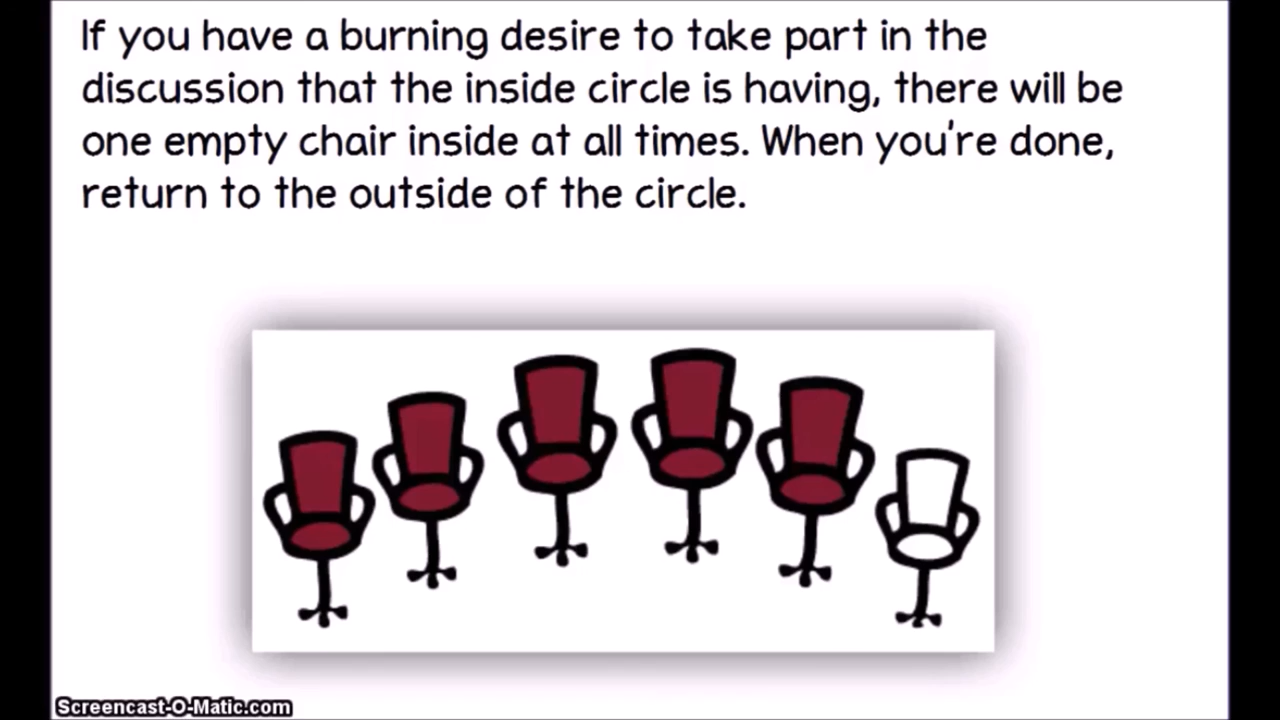 If you have a burning desire to take part in the
discussion that the inside circle is having, there will be
one empty chair inside at all times. When you're done,
return to the outside of the circle.
Screencast-O-Matic.com